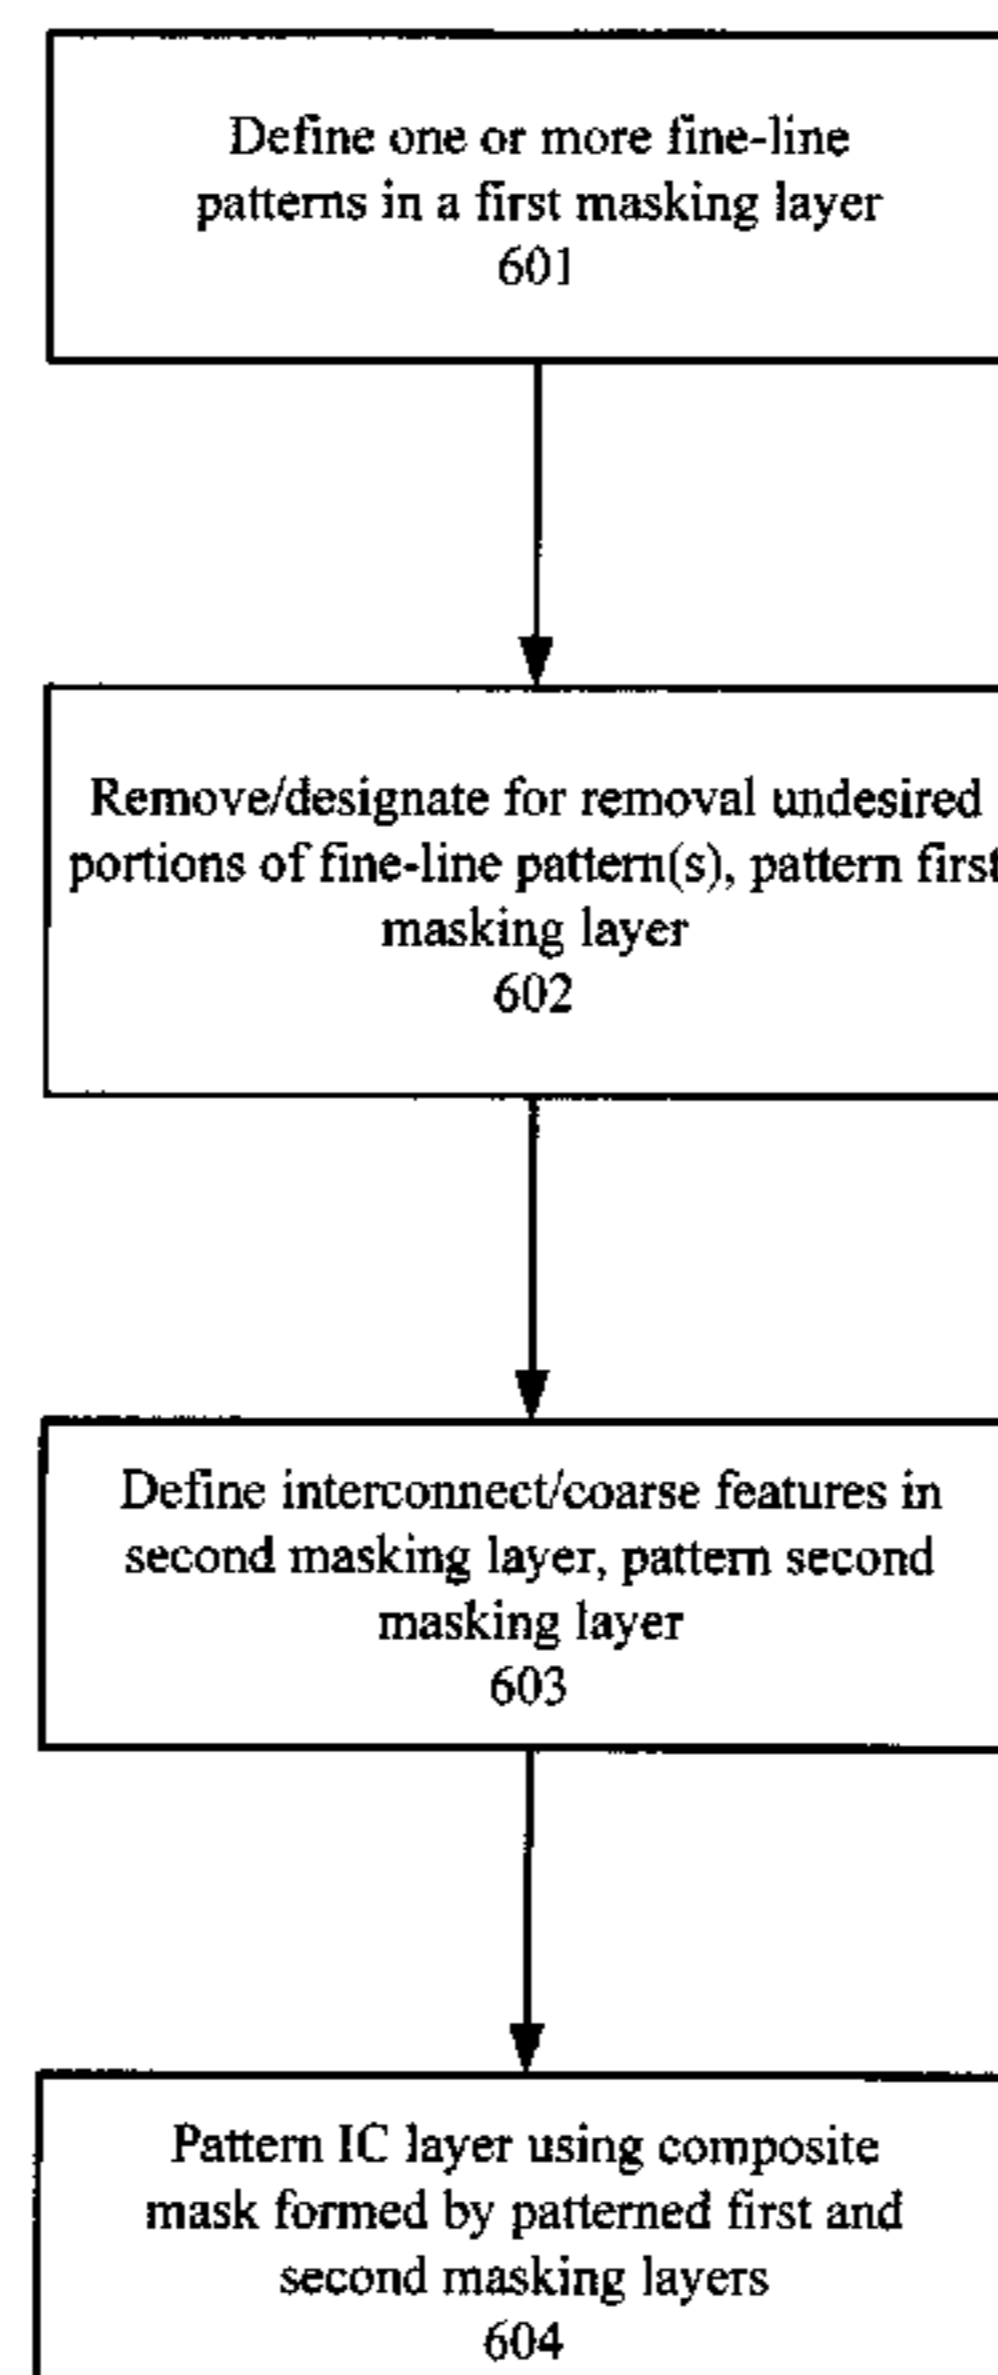 Define one or more fine-line
patterns in a first masking layer
601
Remove/designate for removal undesired
portions of fine-line pattern(s), pattern first
masking layer
602
Define interconnect/coarse features in
second masking layer, pattern second
masking layer
603
Pattern IC layer using composite
mask formed by patterned first and
second masking layers
604